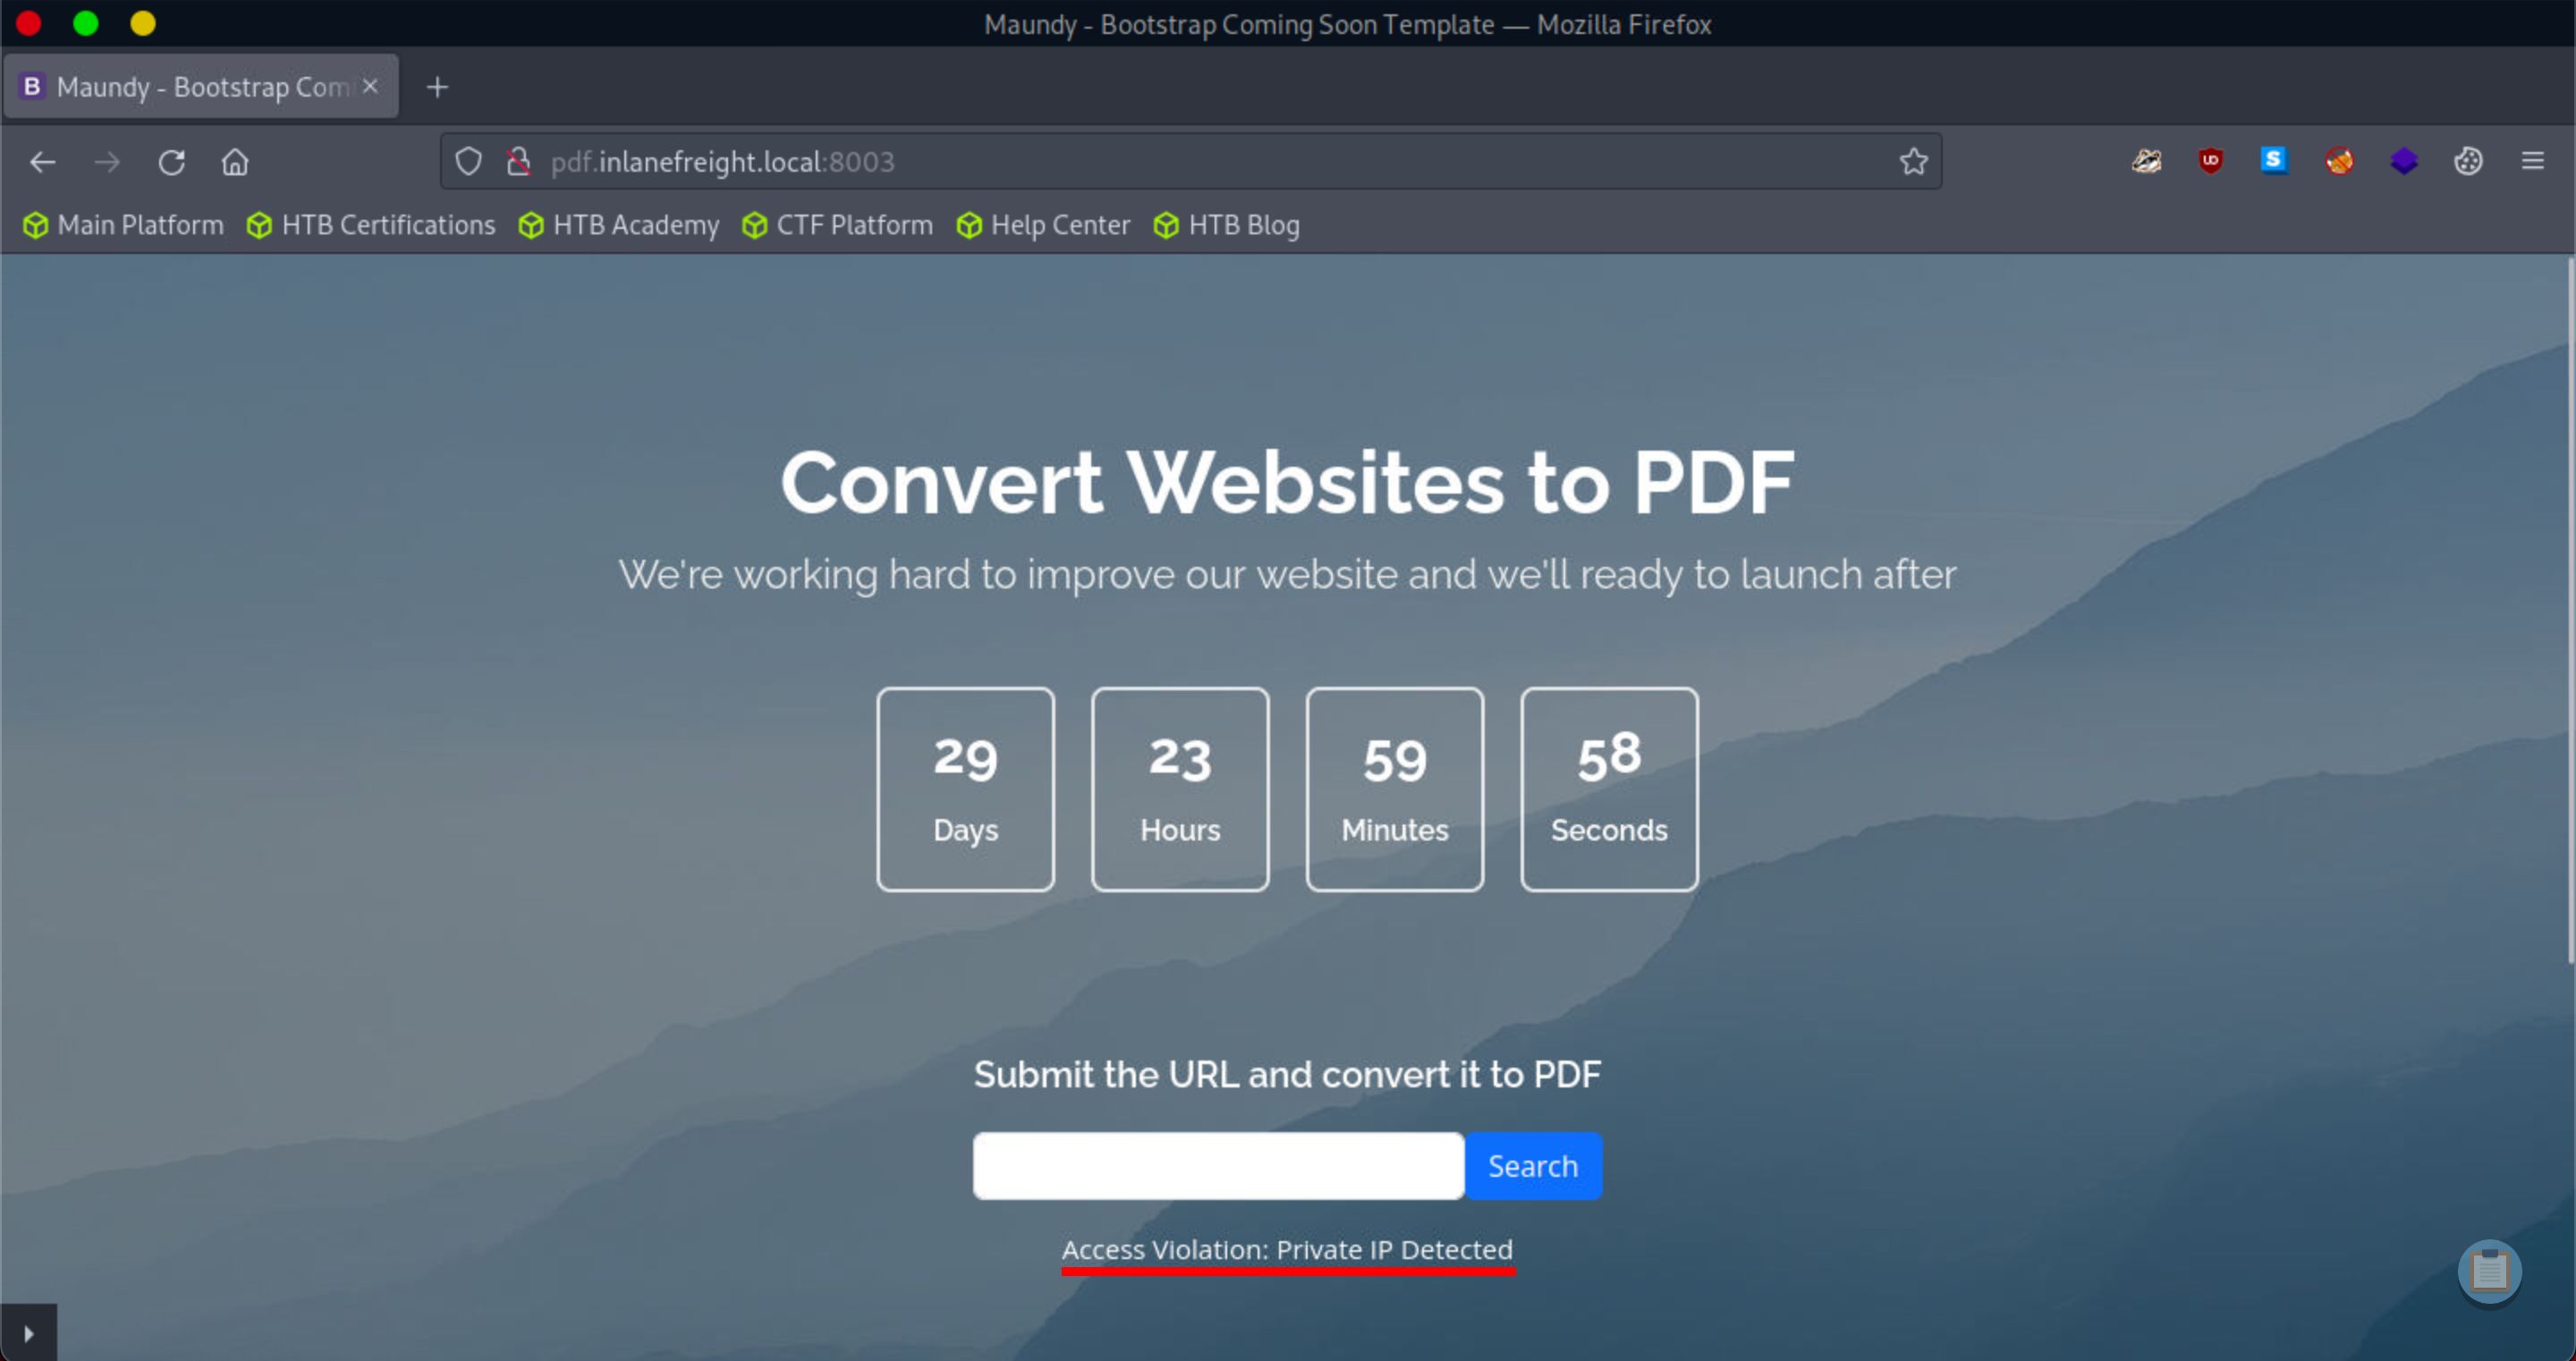 Maundy - Bootstrap Coming Soon Template — Mozilla Firefox
B Maundy - Bootstrap Com
pdf.inlanefreight.local:8003
Main Platform HTB Certifications HTB Academy CTF Platform Help Center HTB Blog
Convert Websites to PDF
We're working hard to improve our website and we'll ready to launch after
29 23 59 58
Days Hours Minutes Seconds
Submit the URL and convert it to PDF
Search
Access Violation: Private IP Detected